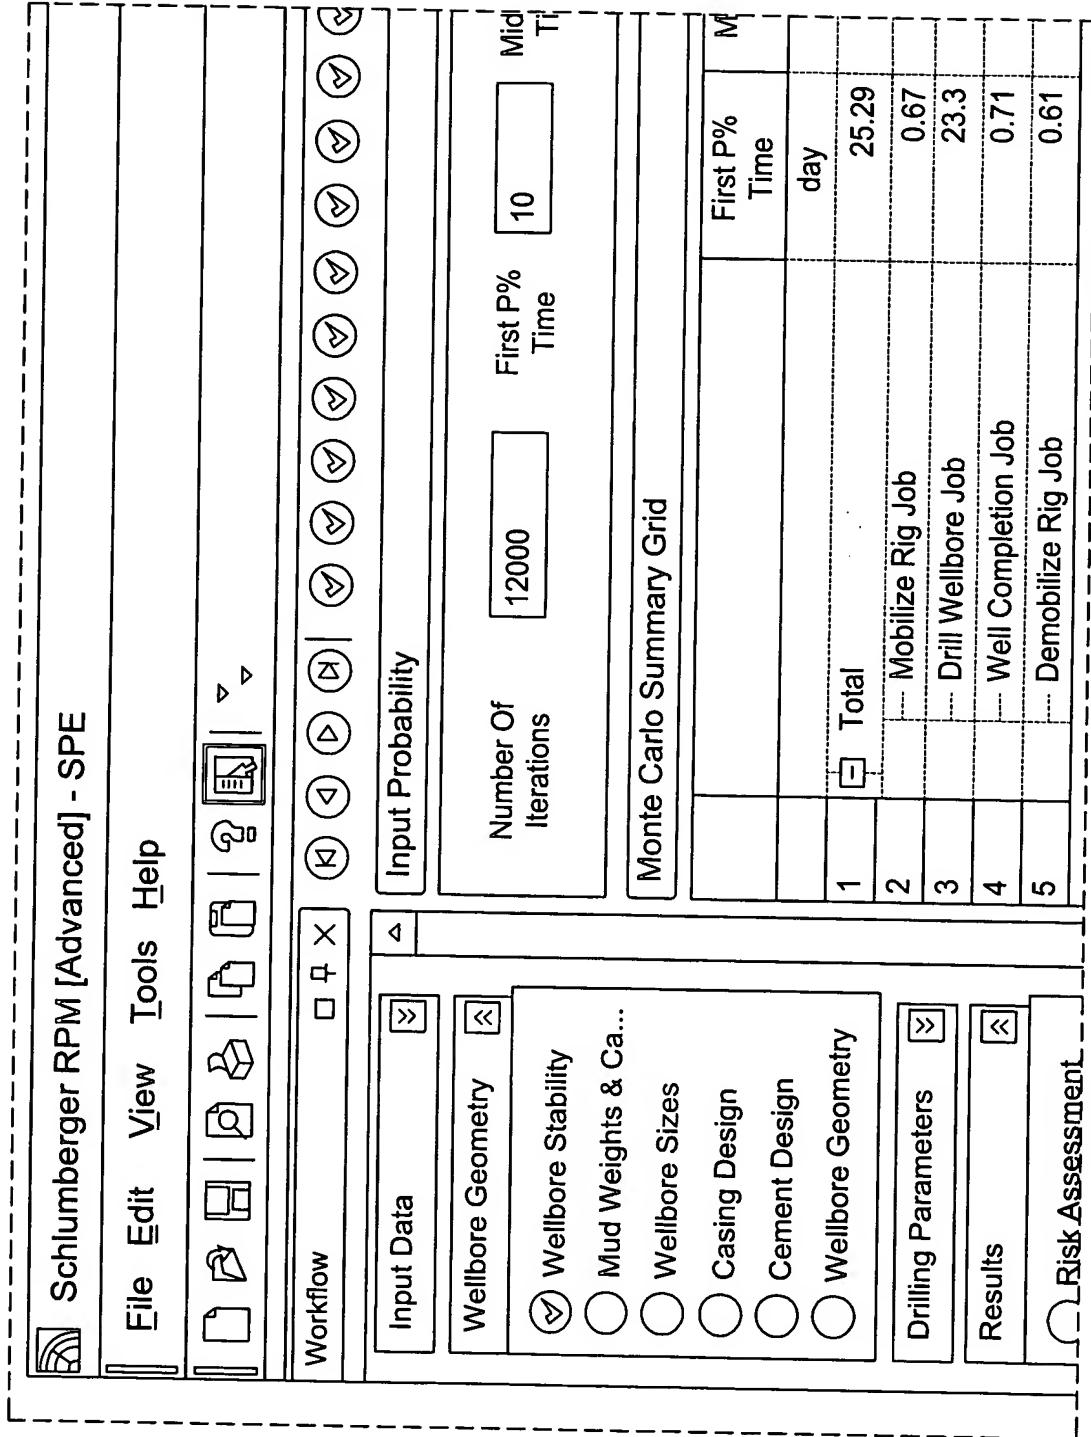 Schlumberger RPM [Advanced] - SPE
File Edit View Tools Help
Workflow
Input Data
Wellbore Geometry
Wellbore Stability
Mud Weights & Ca...
Wellbore Sizes
Casing Design
Cement Design
Wellbore Geometry
Drilling Parameters
Results
Risk Assessment
Input Probability
Number Of
Iterations
12000
First P%
Time
10
Mid
Ti
Monte Carlo Summary Grid
First P%
Time
M
day
1 Total 25.29
2 Mobilize Rig Job 0.67
3 Drill Wellbore Job 23.3
4 Well Completion Job 0.71
5 Demobilize Rig Job 0.61